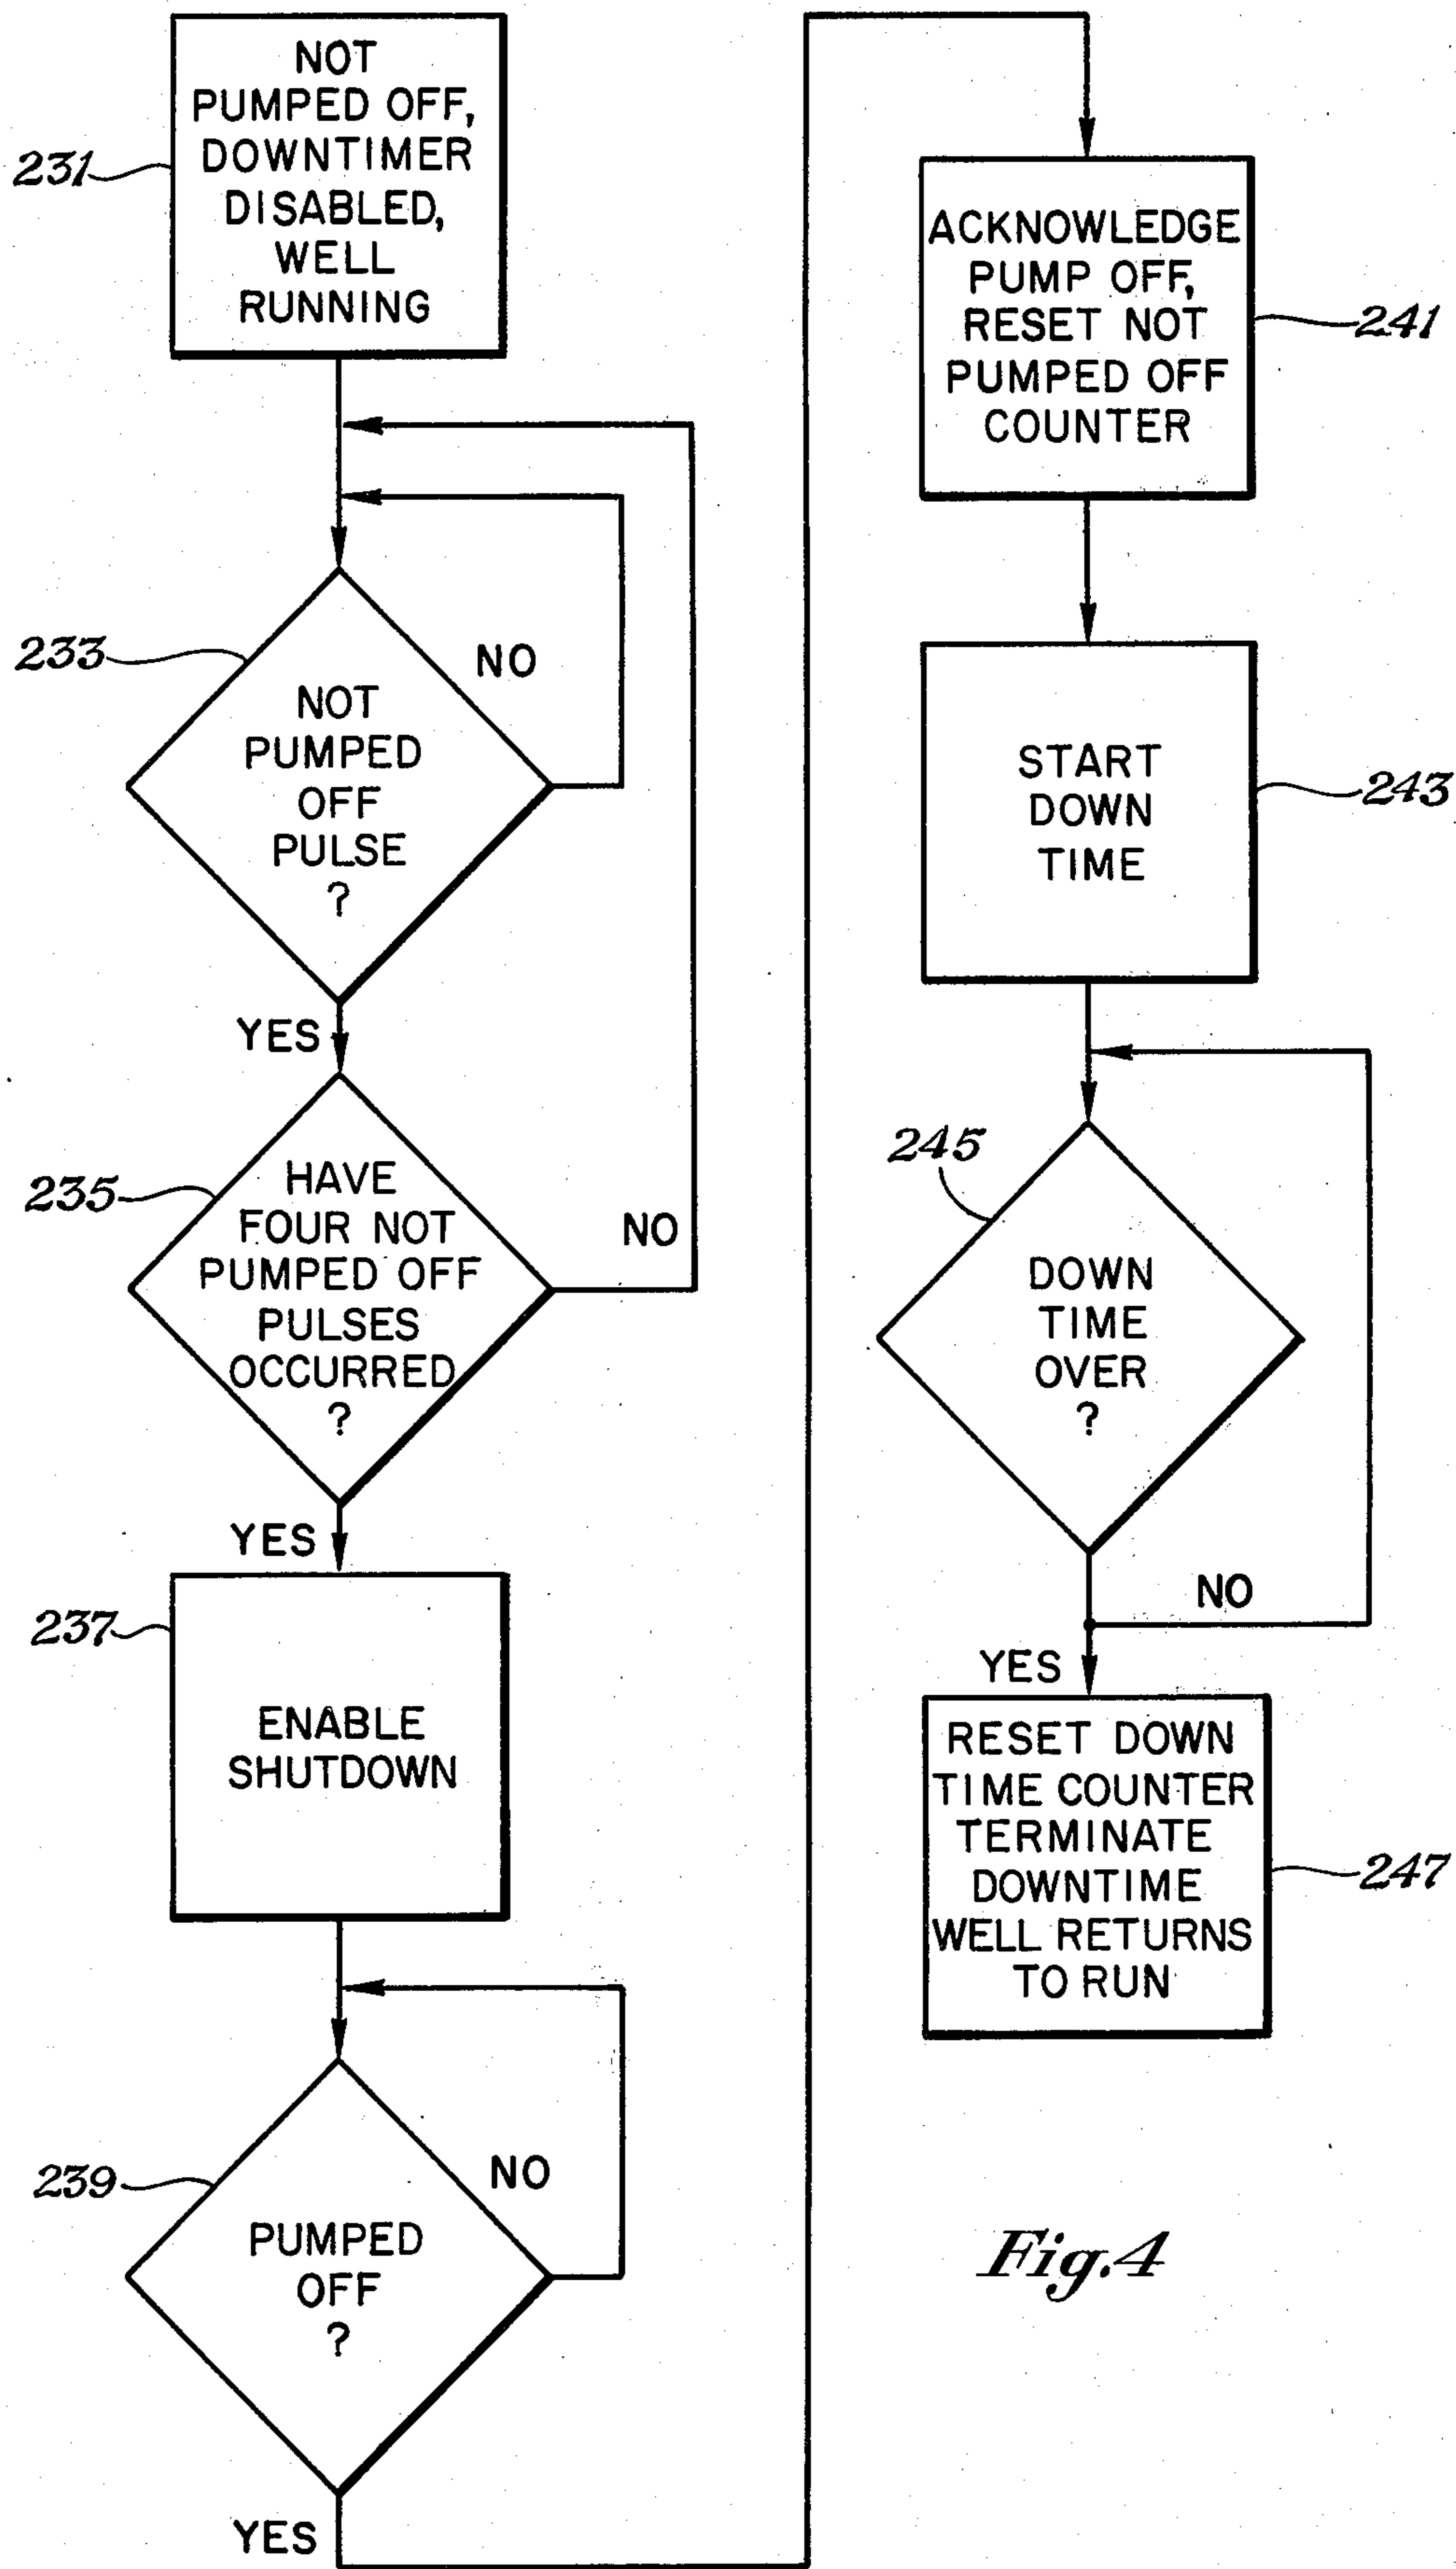 NOT
PUMPED OFF,
DOWNTIMER
DISABLED,
WELL
RUNNING
231
233
NO
NOT
PUMPED
OFF
PULSE
?
YES
235
HAVE
FOUR NOT
PUMPED OFF
PULSES
OCCURRED
?
NO
YES
237
ENABLE
SHUTDOWN
239
NO
PUMPED
OFF
?
YES
ACKNOWLEDGE
PUMP OFF,
RESET NOT
PUMPED OFF
COUNTER
241
START
DOWN
TIME
243
245
DOWN
TIME
OVER
?
NO
YES
RESET DOWN
TIME COUNTER
TERMINATE
DOWNTIME
WELL RETURNS
TO RUN
247
Fig.4